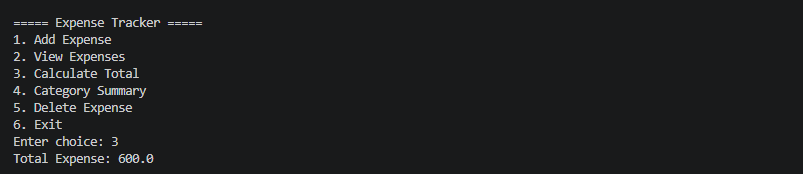 ===== Expense Tracker =====
1. Add Expense
2. View Expenses
3. Calculate Total
4. Category Summary
5. Delete Expense
6. Exit
Enter choice: 3
Total Expense: 600.0